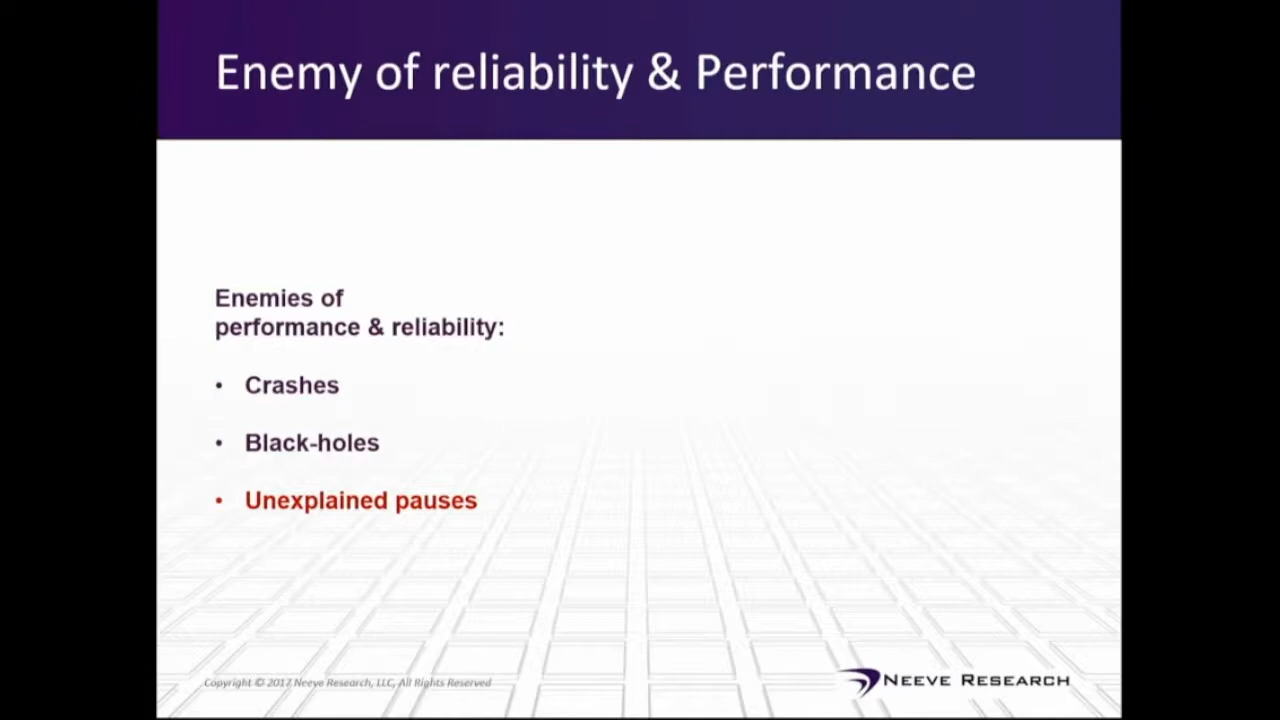 Enemy of reliability & Performance
Enemies of
performance & reliability:
• Crashes
• Black-holes
• Unexplained pauses
Copyright © 2017 Neeve Research, LLC, All Rights Reserved
NEEVE RESEARCH